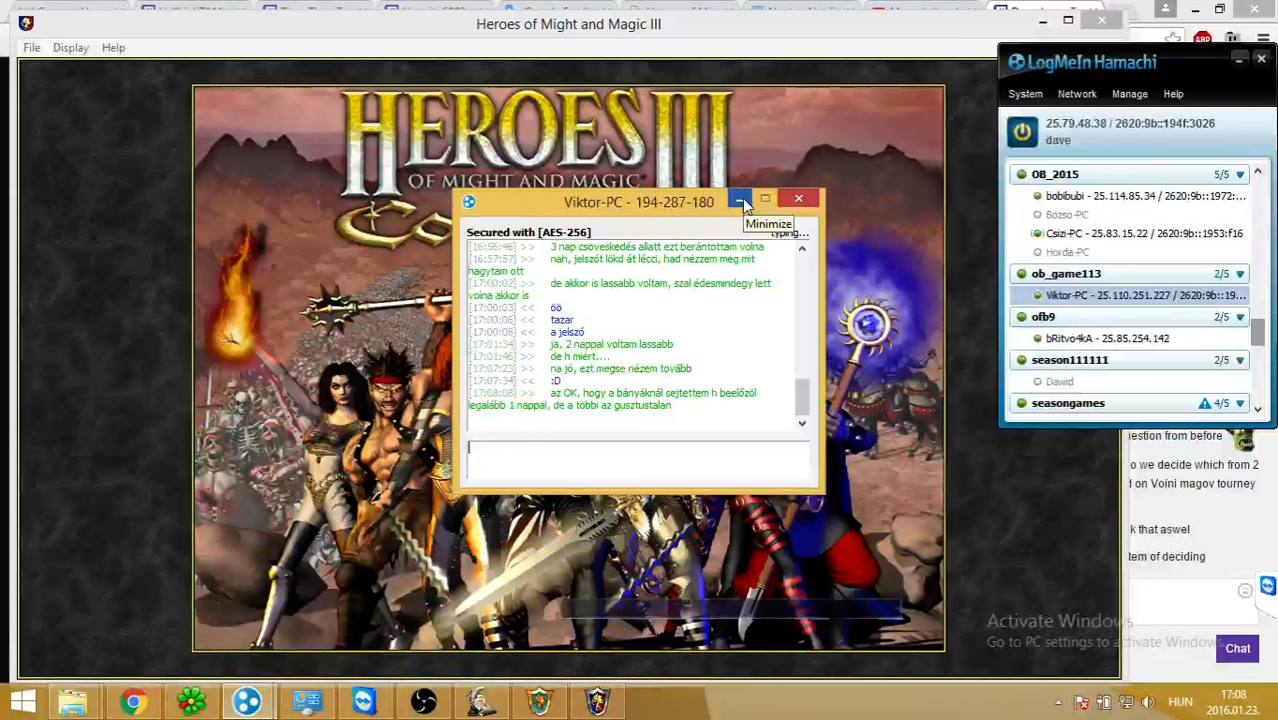 Heroes of Might and Magic III
File Display Help
HEROES III
OF MIGHT AND MAGIC
Viktor-PC - 194-287-180
Minimize
Secured with [AES-256]
typing...
[16:56:46] >> 3 nap csöveskedés allatt ezt berántottam volna
[16:57:57] >> nah, jelszót lökd át lécci, had nézzem meg mit
hagytam ott
[17:00:02] >> de akkor is lassabb voltam, szal édesmindegy lett
volna akkor is
[17:00:03] << öö
[17:00:06] << tazar
[17:00:08] << a jelszó
[17:01:34] >> ja, 2 nappal voltam lassabb
[17:01:46] >> de h miért....
[17:07:23] >> na jó, ezt megse nézem tovább
[17:07:34] << :D
[17:08:08] >> az OK, hogy a bányáknál sejtettem h beelőzöl
legalább 1 nappal, de a többi az gusztustalan
LogMeIn Hamachi
System Network Manage Help
25.79.48.38 / 2620:9b::194f:3026
dave
OB_2015 5/5
bobibubi - 25.114.85.34 / 2620:9b::1972:...
Bozso-PC
Csizi-PC - 25.83.15.22 / 2620:9b::1953:f16
Horda-PC
ob_game113 2/5
Viktor-PC - 25.110.251.227 / 2620:9b::19...
ofb9 2/5
bRitvo4kA - 25.85.254.142
season111111 2/5
Dawid
seasongames 4/5
estion from before
o we decide which from 2
d on Voini magov tourney
k that aswel
tem of deciding
Chat
Activate Windows
Go to PC settings to activate Windows.
HUN
17:08
2016.01.23.
ABP